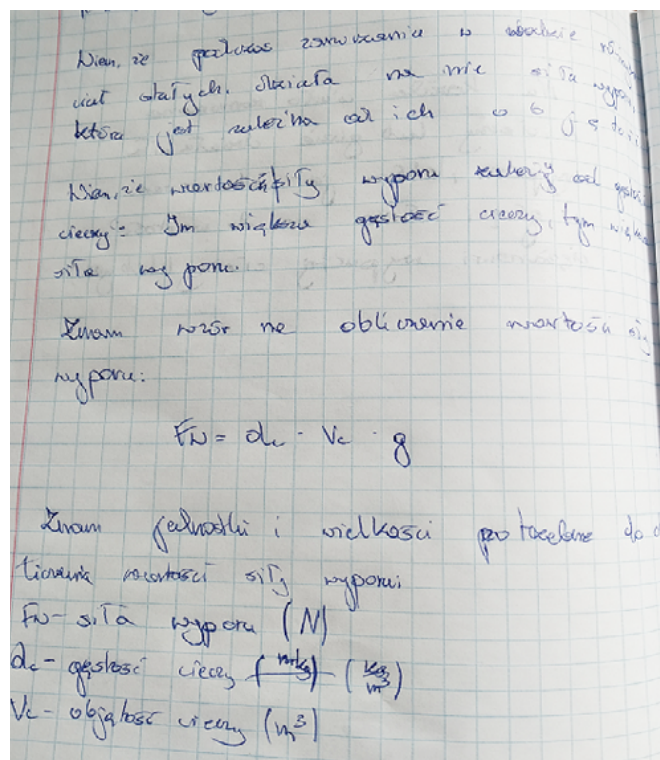 Wiem, że podczas zanurzania w wodzie
ciał stałych, działa na nie siła wyporu,
która jest zależna od ich
Wiem, że wartość siły wyporu zależy od gęstości
cieczy: Im większa gęstość cieczy, tym większa
siła wyporu.
Znam wzór na obliczenie wartości siły
wyporu:
FW = dc · Vc · g
Znam jednostki i wielkości potrzebne do
liczenia wartości siły wyporu:
FW - siła wyporu (N)
dc - gęstość cieczy (kg/m³)
Vc - objętość cieczy (m³)